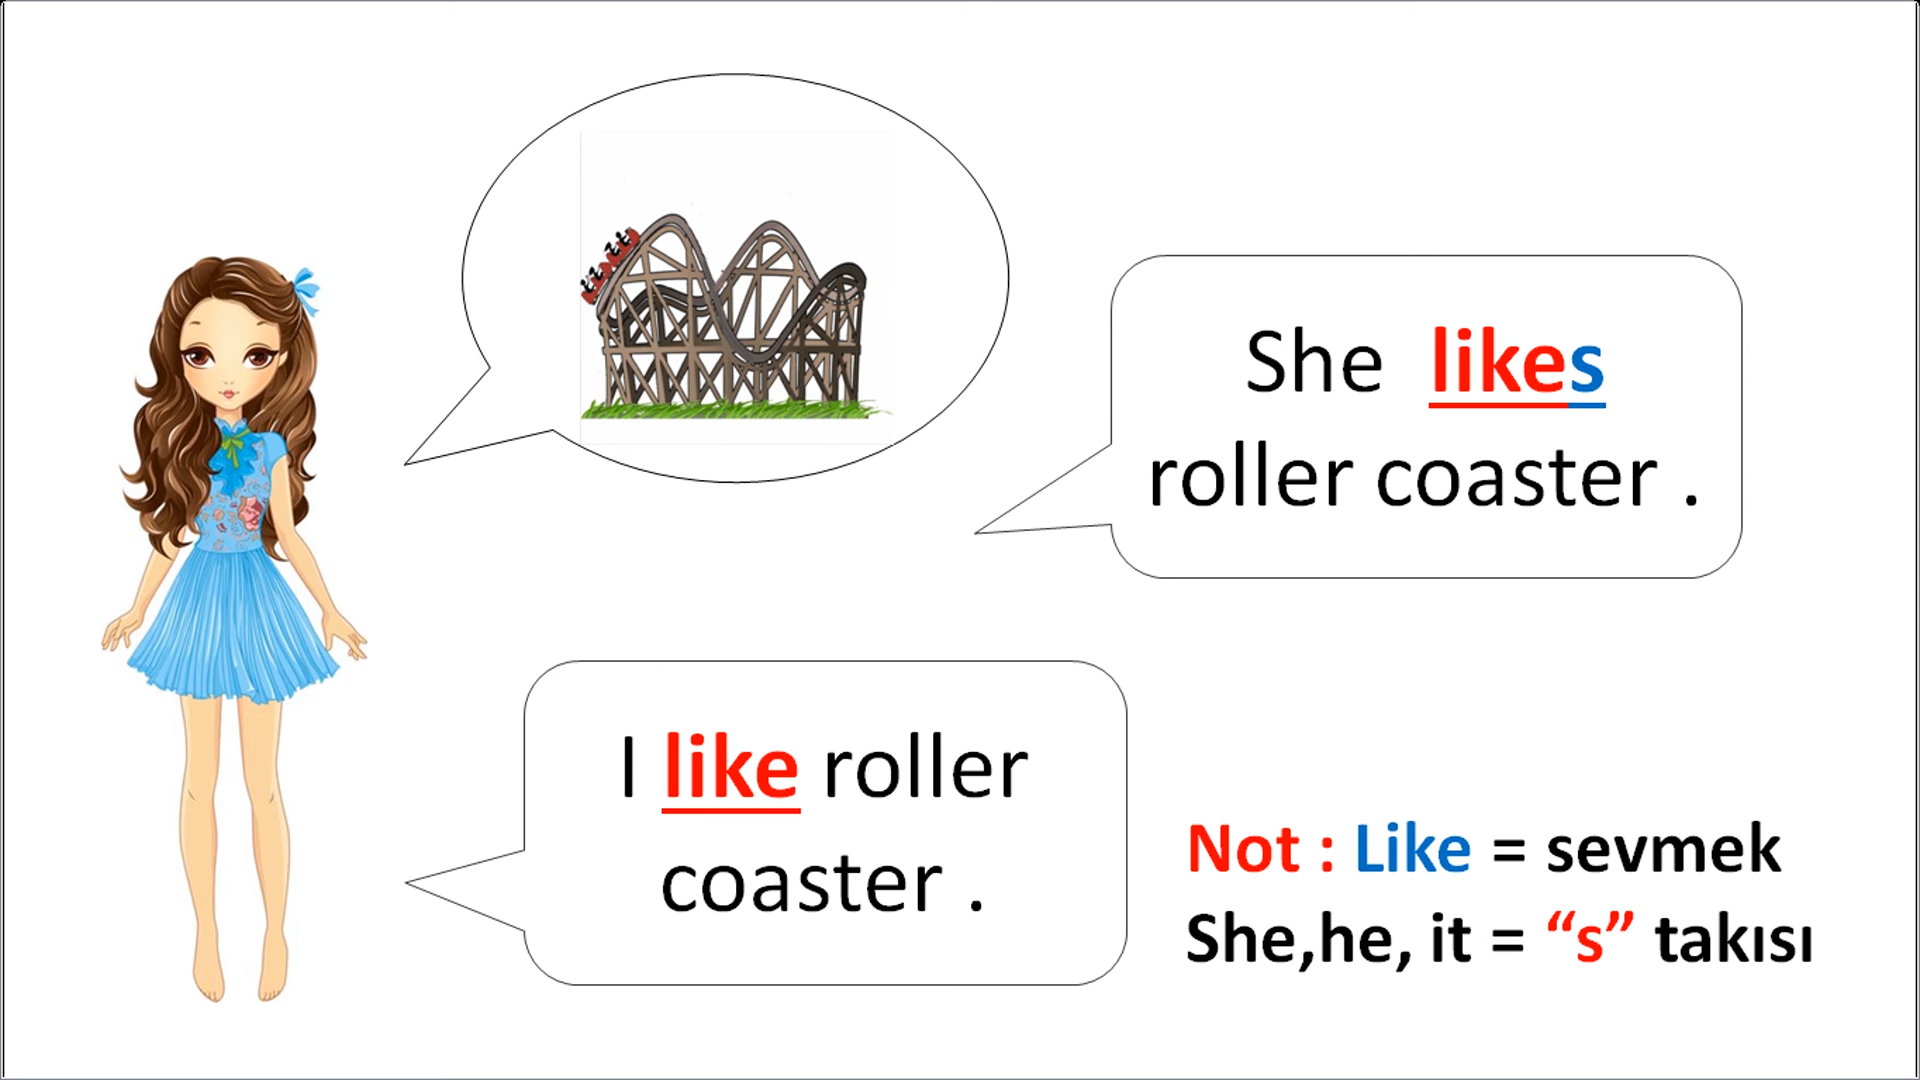 She likes
roller coaster .
I like roller
coaster .
Not : Like = sevmek
She,he, it = “s” takısı